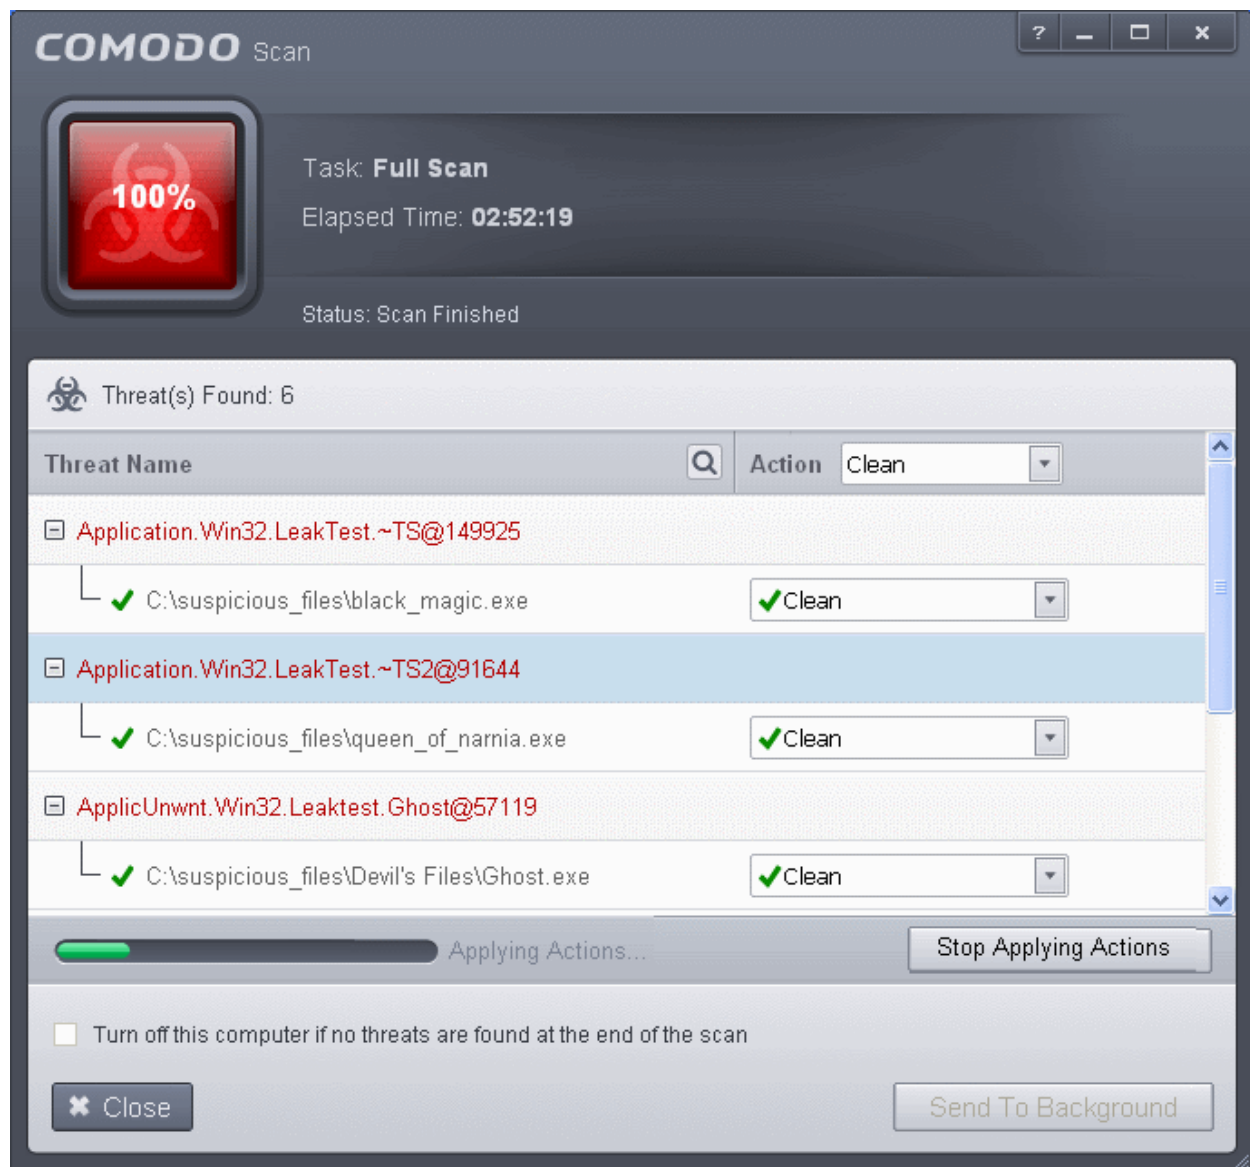 COMODO Scan
?
100%
Task: Full Scan
Elapsed Time: 02:52:19
Status: Scan Finished
Threat(s) Found: 6
Threat Name Action Clean
Application.Win32.LeakTest.~TS@149925
C:\suspicious_files\black_magic.exe Clean
Application.Win32.LeakTest.~TS2@91644
C:\suspicious_files\queen_of_narnia.exe Clean
ApplicUnwnt.Win32.Leaktest.Ghost@57119
C:\suspicious_files\Devil's Files\Ghost.exe Clean
Applying Actions... Stop Applying Actions
Turn off this computer if no threats are found at the end of the scan
Close Send To Background